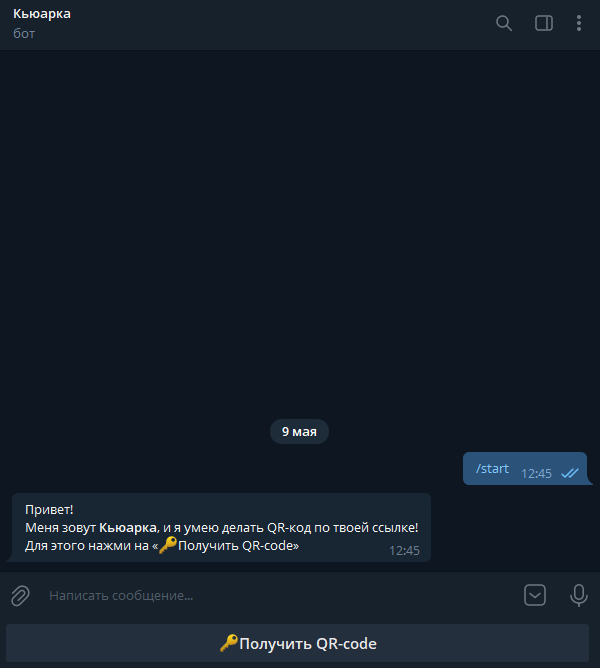 Кьюарка
бот
9 мая
/start 12:45
Привет!
Меня зовут Кьюарка, и я умею делать QR-код по твоей ссылке!
Для этого нажми на «🔑Получить QR-code»
12:45
Написать сообщение...
🔑Получить QR-code